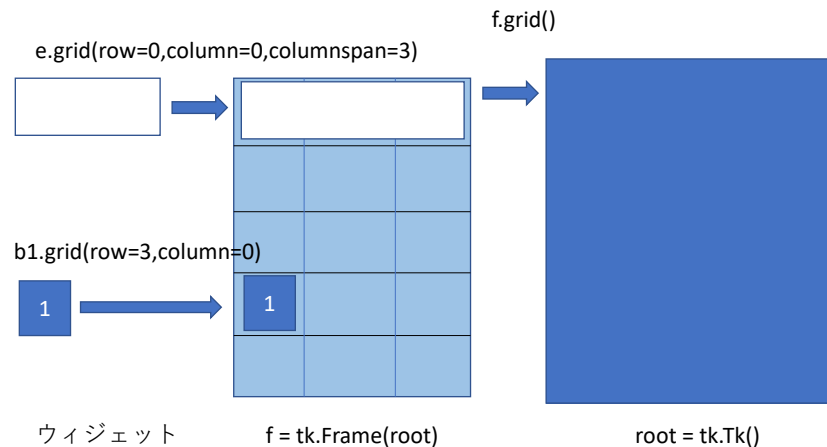 f.grid()
e.grid(row=0,column=0,columnspan=3)
b1.grid(row=3,column=0)
1
1
ウィジェット
f = tk.Frame(root)
root = tk.Tk()